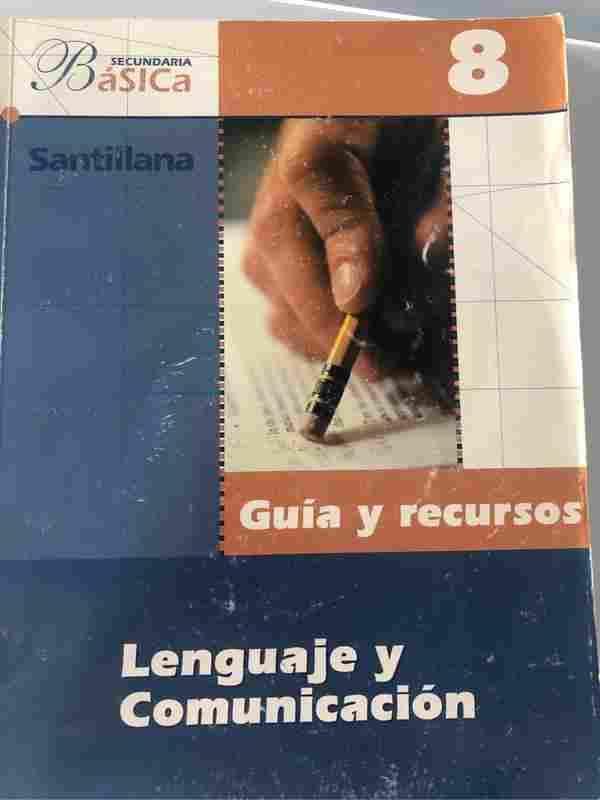 SECUNDARIA
BáSICa
8
Santillana
Guía y recursos
Lenguaje y
Comunicación